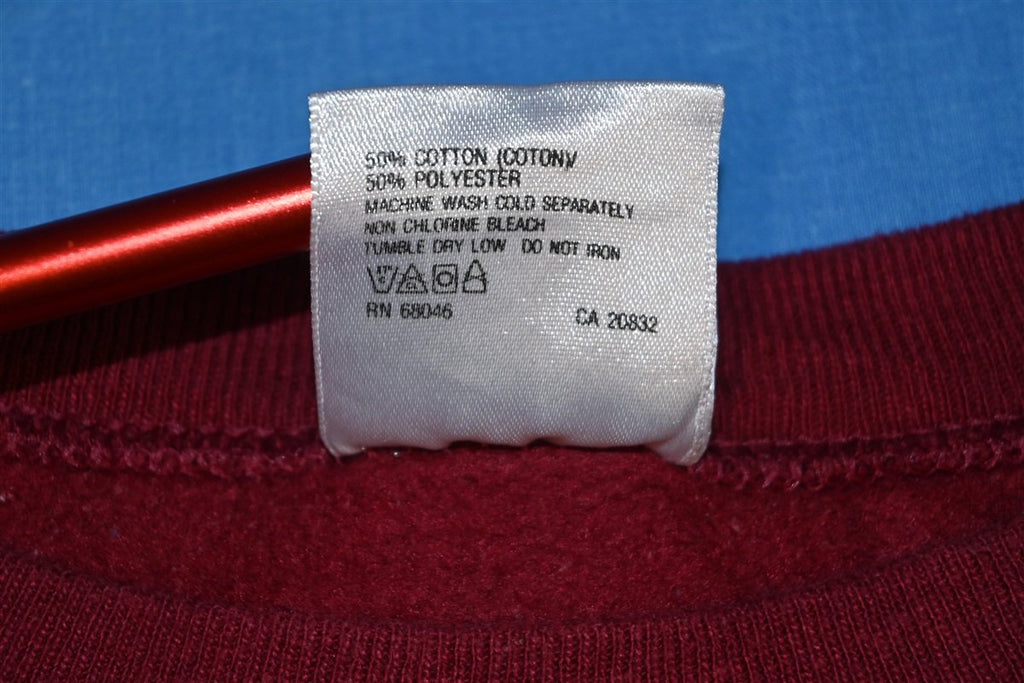 50% COTTON (COTON)/
50% POLYESTER
MACHINE WASH COLD SEPARATELY
NON CHLORINE BLEACH
TUMBLE DRY LOW DO NOT IRON
RN 68046 CA 20832